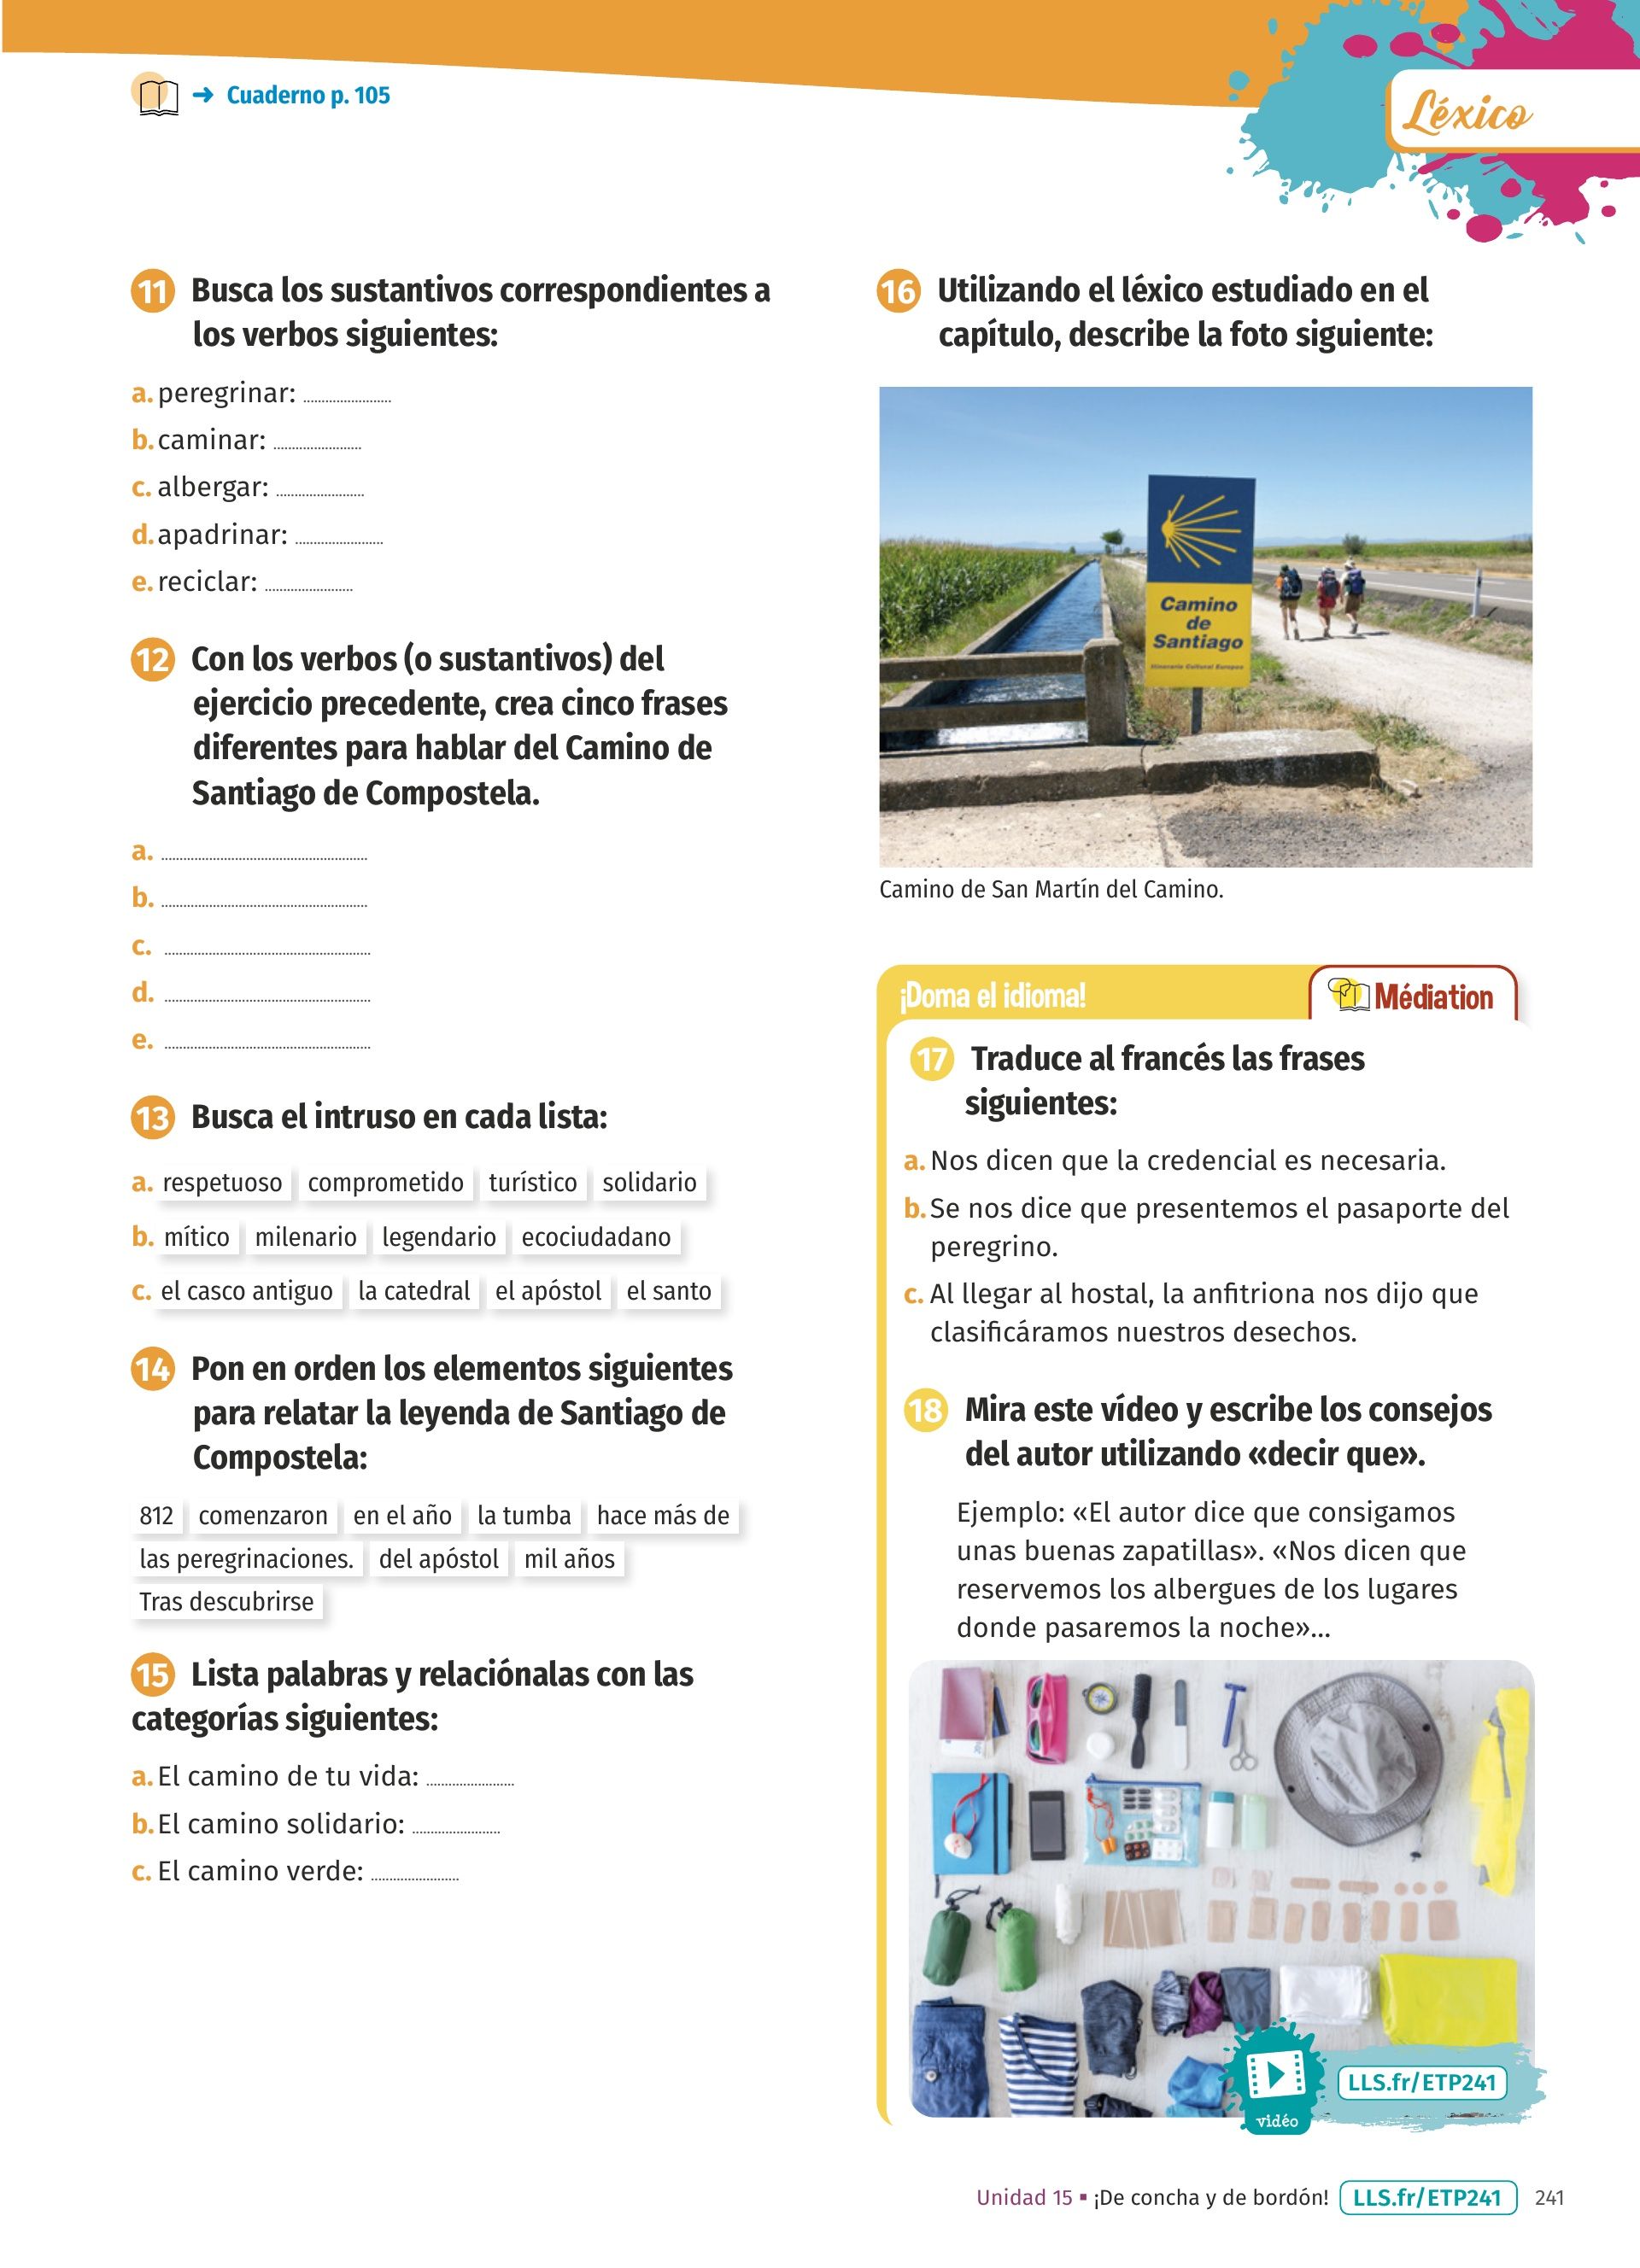 → Cuaderno p. 105
Léxico
11 Busca los sustantivos correspondientes a
los verbos siguientes:
a. peregrinar: ........................
b. caminar: ........................
c. albergar: ........................
d. apadrinar: ........................
e. reciclar: ........................
12 Con los verbos (o sustantivos) del
ejercicio precedente, crea cinco frases
diferentes para hablar del Camino de
Santiago de Compostela.
a. ........................
b. ........................
c. ........................
d. ........................
e. ........................
13 Busca el intruso en cada lista:
a. respetuoso comprometido turístico solidario
b. mítico milenario legendario ecociudadano
c. el casco antiguo la catedral el apóstol el santo
14 Pon en orden los elementos siguientes
para relatar la leyenda de Santiago de
Compostela:
812 comenzaron en el año la tumba hace más de
las peregrinaciones. del apóstol mil años
Tras descubrirse
15 Lista palabras y relaciónalas con las
categorías siguientes:
a. El camino de tu vida: ........................
b. El camino solidario: ........................
c. El camino verde: ........................
16 Utilizando el léxico estudiado en el
capítulo, describe la foto siguiente:
Camino
de
Santiago
Itinerario Cultural Europeo
Camino de San Martín del Camino.
¡Doma el idioma!
Médiation
17 Traduce al francés las frases
siguientes:
a. Nos dicen que la credencial es necesaria.
b. Se nos dice que presentemos el pasaporte del
peregrino.
c. Al llegar al hostal, la anfitriona nos dijo que
clasificáramos nuestros desechos.
18 Mira este vídeo y escribe los consejos
del autor utilizando «decir que».
Ejemplo: «El autor dice que consigamos
unas buenas zapatillas». «Nos dicen que
reservemos los albergues de los lugares
donde pasaremos la noche»...
vidéo
LLS.fr/ETP241
Unidad 15 ▪ ¡De concha y de bordón! LLS.fr/ETP241 241